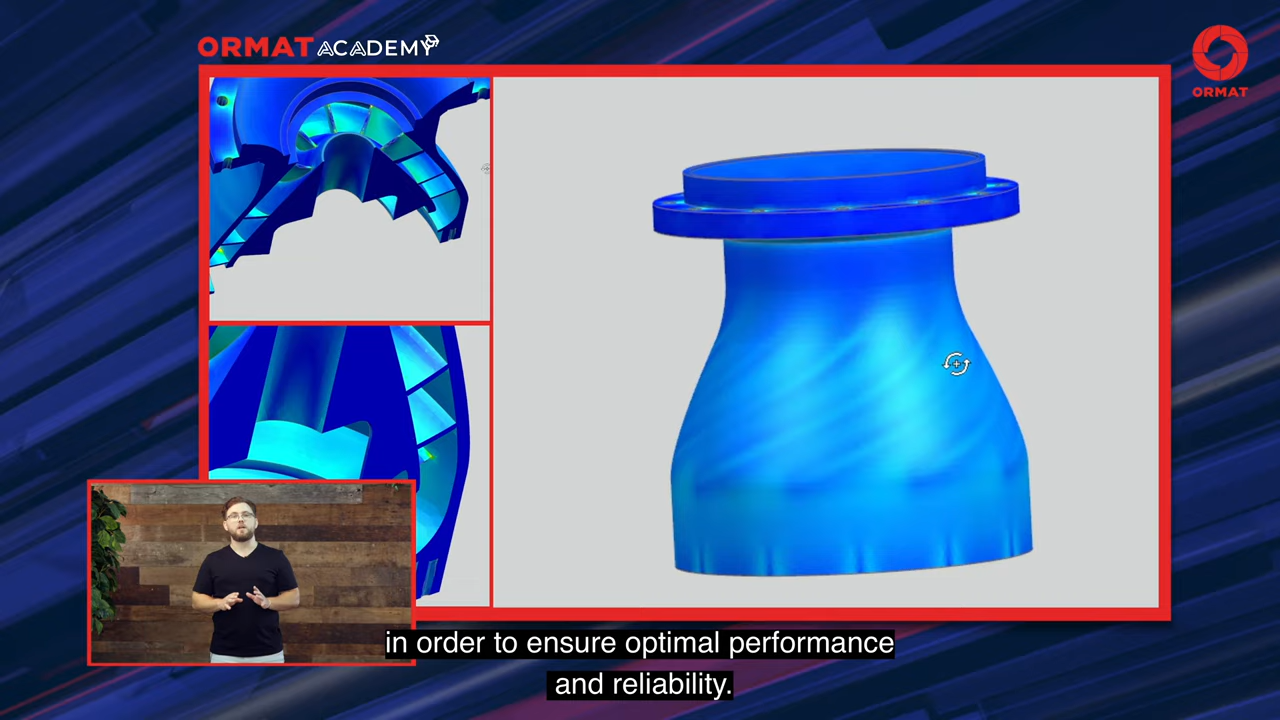 ORMAT ACADEMY
ORMAT
in order to ensure optimal performance
and reliability.